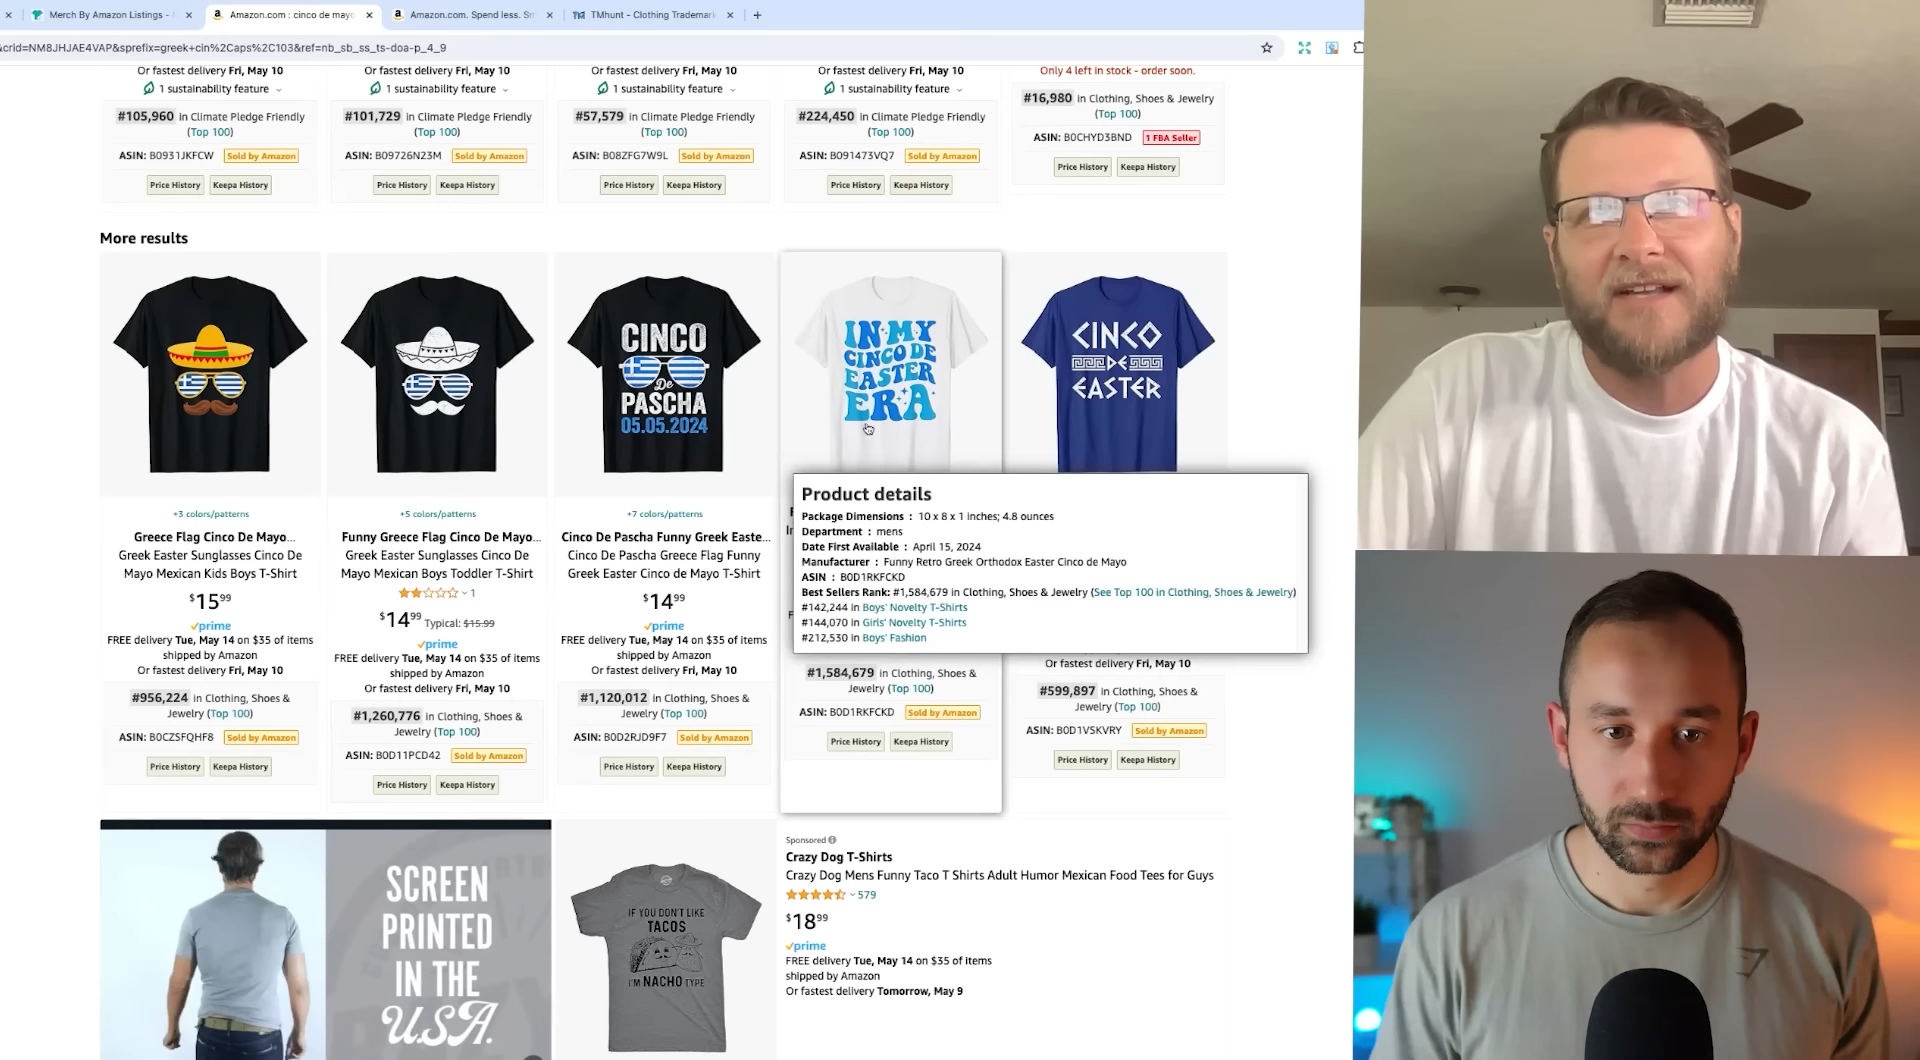 Merch By Amazon Listings -
Amazon.com : cinco de mayo
Amazon.com. Spend less. Sm
TM TMhunt - Clothing Trademark
&crid=NM8JHJAE4VAP&sprefix=greek+cin%2Caps%2C103&ref=nb_sb_ss_ts-doa-p_4_9
Or fastest delivery Fri, May 10
1 sustainability feature
#105,960 in Climate Pledge Friendly
(Top 100)
ASIN: B0931JKFCW Sold by Amazon
Price History Keepa History
Or fastest delivery Fri, May 10
1 sustainability feature
#101,729 in Climate Pledge Friendly
(Top 100)
ASIN: B09726N23M Sold by Amazon
Price History Keepa History
Or fastest delivery Fri, May 10
1 sustainability feature
#57,579 in Climate Pledge Friendly
(Top 100)
ASIN: B08ZFG7W9L Sold by Amazon
Price History Keepa History
Or fastest delivery Fri, May 10
1 sustainability feature
#224,450 in Climate Pledge Friendly
(Top 100)
ASIN: B091473VQ7 Sold by Amazon
Price History Keepa History
Only 4 left in stock - order soon.
#16,980 in Clothing, Shoes & Jewelry
(Top 100)
ASIN: B0CHYD3BND 1 FBA Seller
Price History Keepa History
More results
+3 colors/patterns
Greece Flag Cinco De Mayo...
Greek Easter Sunglasses Cinco De
Mayo Mexican Kids Boys T-Shirt
$15 99
prime
FREE delivery Tue, May 14 on $35 of items
shipped by Amazon
Or fastest delivery Fri, May 10
#956,224 in Clothing, Shoes &
Jewelry (Top 100)
ASIN: B0CZSFQHF8 Sold by Amazon
Price History Keepa History
+5 colors/patterns
Funny Greece Flag Cinco De Mayo...
Greek Easter Sunglasses Cinco De
Mayo Mexican Boys Toddler T-Shirt
1
$14 99 Typical: $15.99
prime
FREE delivery Tue, May 14 on $35 of items
shipped by Amazon
Or fastest delivery Fri, May 10
#1,260,776 in Clothing, Shoes &
Jewelry (Top 100)
ASIN: B0D11PCD42 Sold by Amazon
Price History Keepa History
CINCO
De
PASCHA
05.05.2024
+7 colors/patterns
Cinco De Pascha Funny Greek Easte...
Cinco De Pascha Greece Flag Funny
Greek Easter Cinco de Mayo T-Shirt
$14 99
prime
FREE delivery Tue, May 14 on $35 of items
shipped by Amazon
Or fastest delivery Fri, May 10
#1,120,012 in Clothing, Shoes &
Jewelry (Top 100)
ASIN: B0D2RJD9F7 Sold by Amazon
Price History Keepa History
IN MY
CINCO DE
EASTER
ERA
Product details
Package Dimensions : 10 x 8 x 1 inches; 4.8 ounces
Department : mens
Date First Available : April 15, 2024
Manufacturer : Funny Retro Greek Orthodox Easter Cinco de Mayo
ASIN : B0D1RKFCKD
Best Sellers Rank: #1,584,679 in Clothing, Shoes & Jewelry (See Top 100 in Clothing, Shoes & Jewelry)
#142,244 in Boys' Novelty T-Shirts
#144,070 in Girls' Novelty T-Shirts
#212,530 in Boys' Fashion
#1,584,679 in Clothing, Shoes &
Jewelry (Top 100)
ASIN: B0D1RKFCKD Sold by Amazon
Price History Keepa History
CINCO
DE
EASTER
Or fastest delivery Fri, May 10
#599,897 in Clothing, Shoes &
Jewelry (Top 100)
ASIN: B0D1VSKVRY Sold by Amazon
Price History Keepa History
SCREEN
PRINTED
IN THE
U.S.A.
IF YOU DON'T LIKE
TACOS
I'M NACHO TYPE
Sponsored
Crazy Dog T-Shirts
Crazy Dog Mens Funny Taco T Shirts Adult Humor Mexican Food Tees for Guys
579
$18 99
prime
FREE delivery Tue, May 14 on $35 of items
shipped by Amazon
Or fastest delivery Tomorrow, May 9